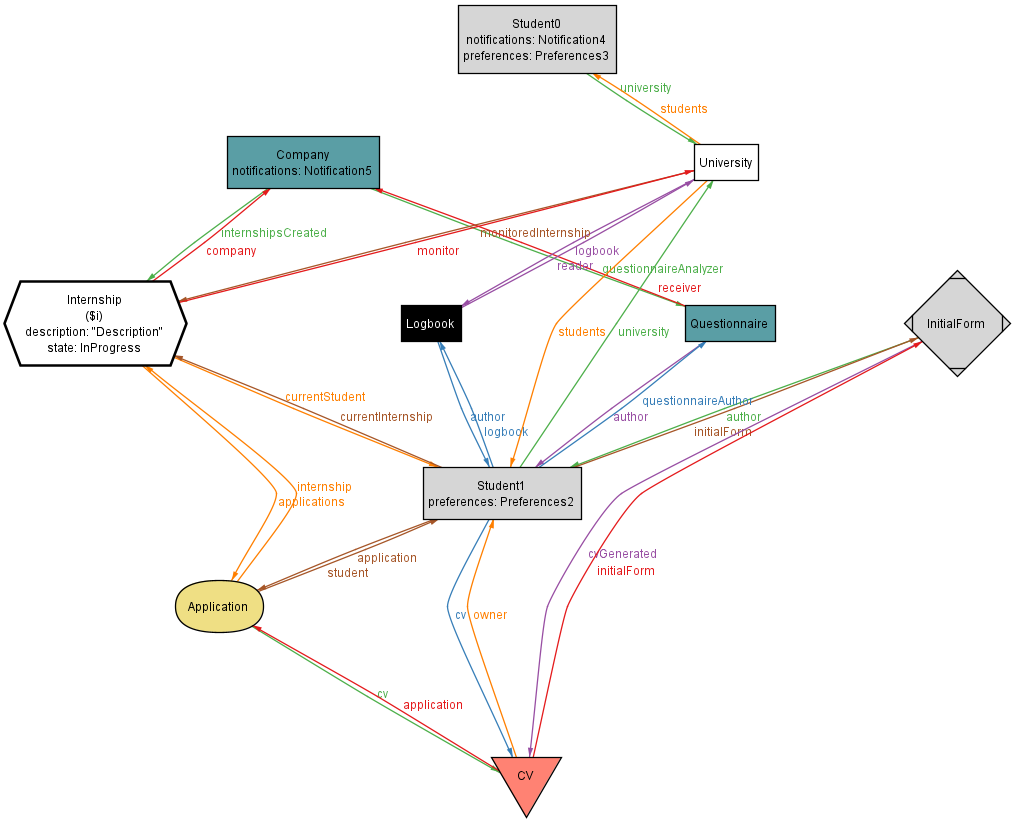 Student0
notifications: Notification4
preferences: Preferences3
university
students
Company
notifications: Notification5
University
internshipsCreated
company
monitoredInternship
monitor
logbook
reader
questionnaireAnalyzer
receiver
Internship
($i)
description: "Description"
state: InProgress
Logbook
Questionnaire
InitialForm
students
university
currentStudent
currentInternship
author
logbook
questionnaireAuthor
author
author
initialForm
Student1
preferences: Preferences2
internship
applications
application
student
cvGenerated
initialForm
Application
cv
owner
cv
application
CV